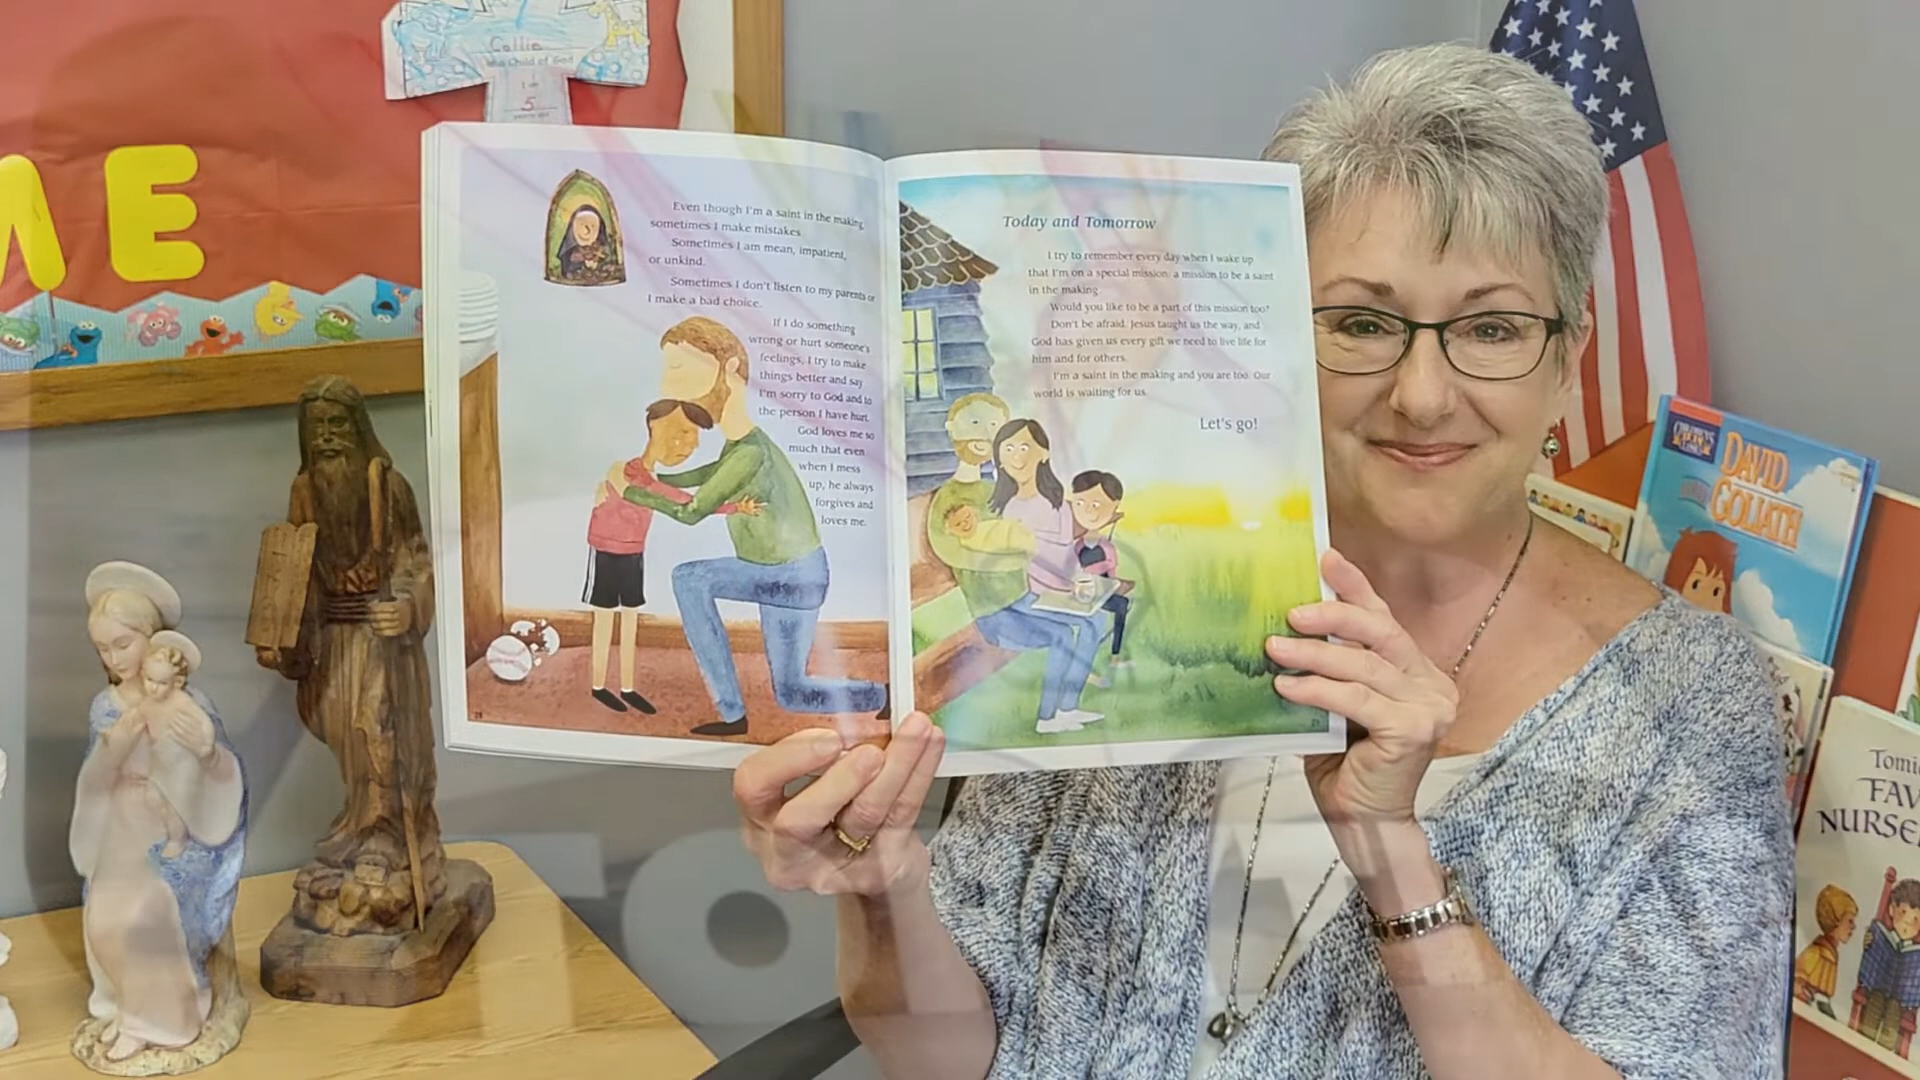 Callie
a Child of God
I am
5
years old
ME
Even though I'm a saint in the making,
sometimes I make mistakes.
Sometimes I am mean, impatient,
or unkind.
Sometimes I don't listen to my parents or
I make a bad choice.
If I do something
wrong or hurt someone's
feelings, I try to make
things better and say
I'm sorry to God and to
the person I have hurt.
God loves me so
much that even
when I mess
up, he always
forgives and
loves me.
28
Today and Tomorrow
I try to remember every day when I wake up
that I'm on a special mission: a mission to be a saint
in the making.
Would you like to be a part of this mission too?
Don't be afraid. Jesus taught us the way, and
God has given us every gift we need to live life for
him and for others.
I'm a saint in the making and you are too. Our
world is waiting for us.
Let's go!
DAVID
GOLIATH
Tomie
FAV
NURSE